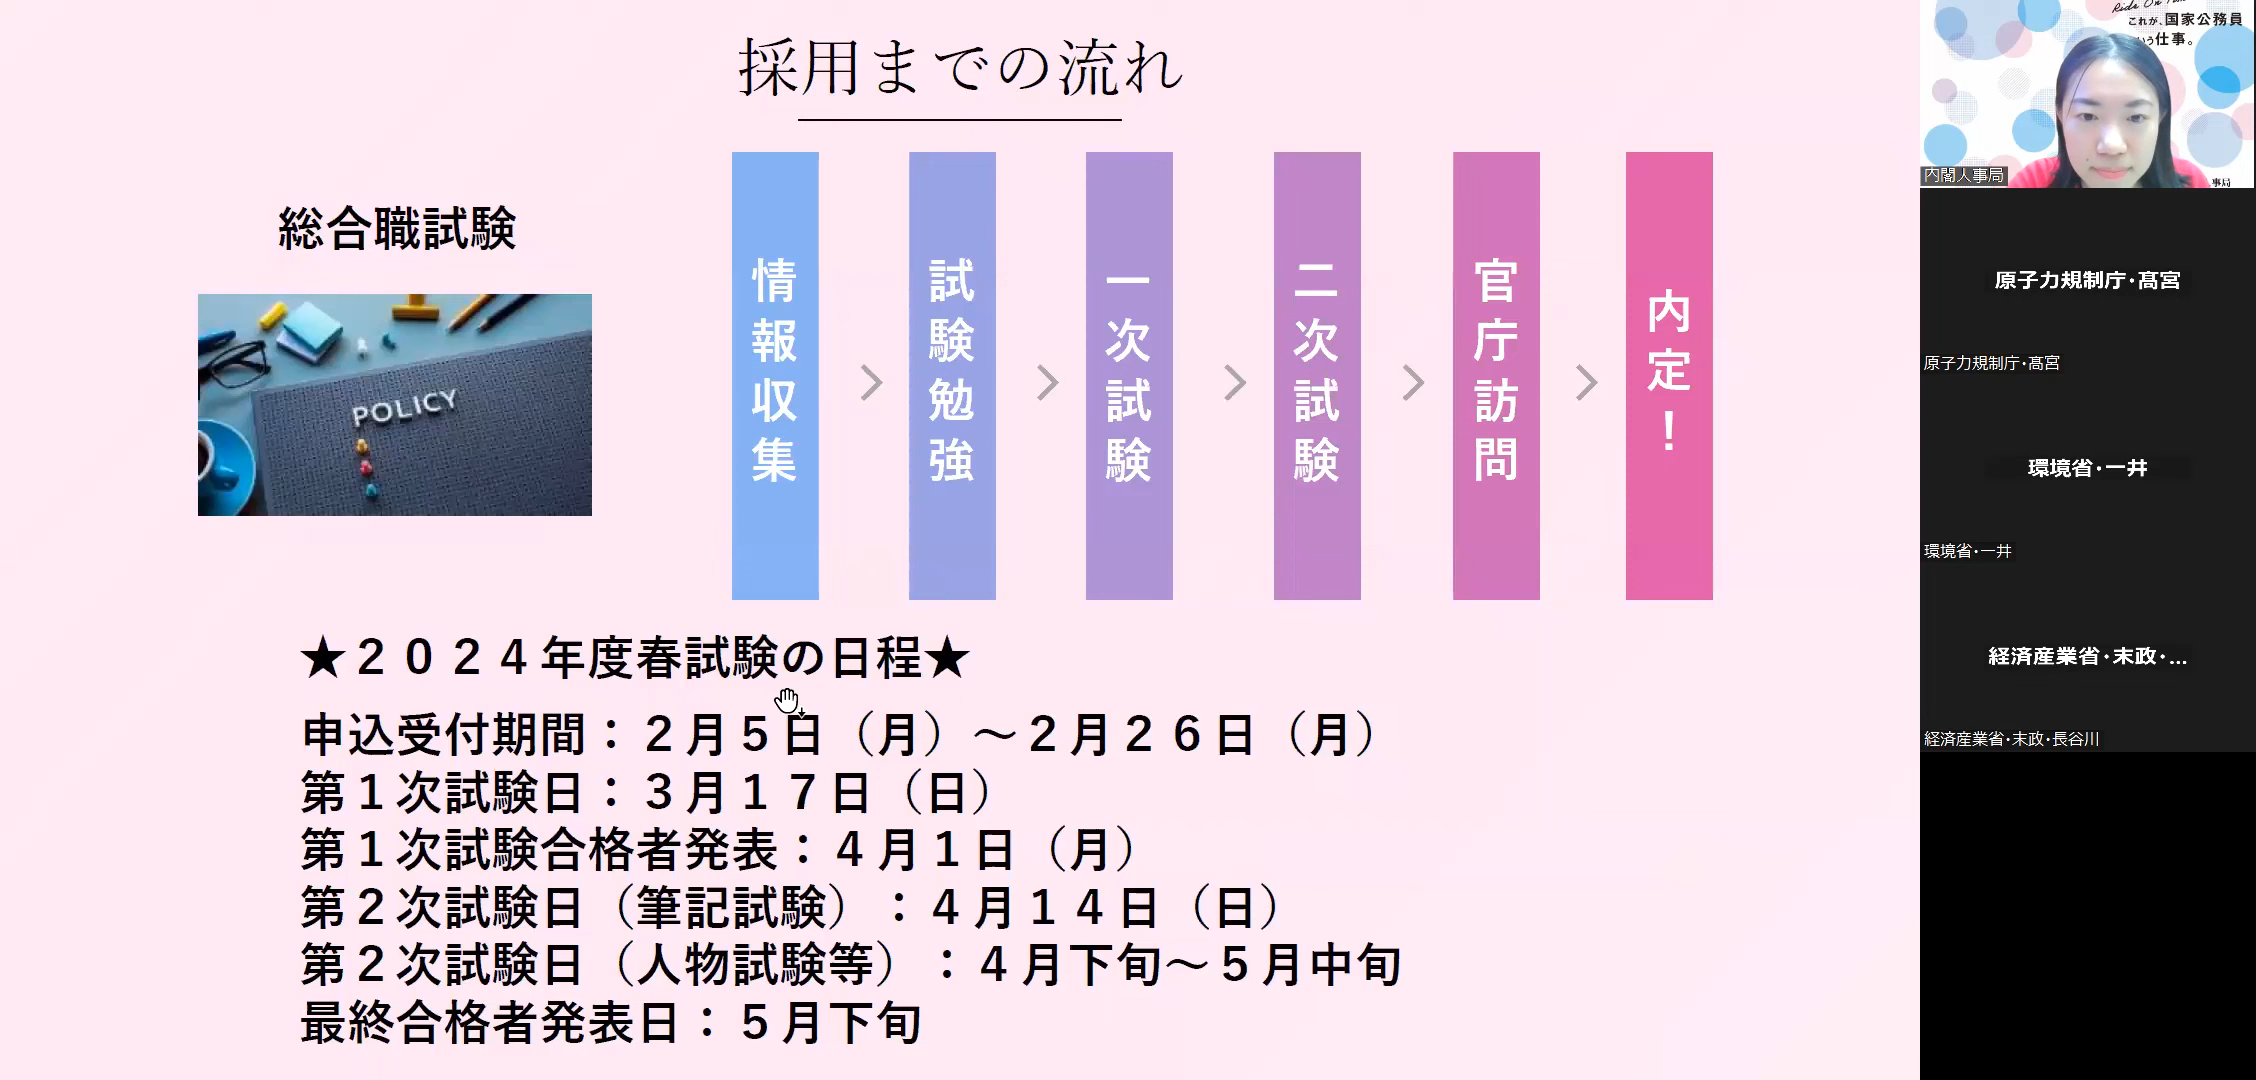 採用までの流れ
総合職試験
POLICY
情報収集
試験勉強
一次試験
二次試験
官庁訪問
内定！
★２０２４年度春試験の日程★
申込受付期間：２月５日（月）～２月２６日（月）
第１次試験日：３月１７日（日）
第１次試験合格者発表：４月１日（月）
第２次試験日（筆記試験）：４月１４日（日）
第２次試験日（人物試験等）：４月下旬～５月中旬
最終合格者発表日：５月下旬
これが、国家公務員
いう仕事。
事局
内閣人事局
原子力規制庁・髙宮
原子力規制庁・髙宮
環境省・一井
環境省・一井
経済産業省・末政・...
経済産業省・末政・長谷川